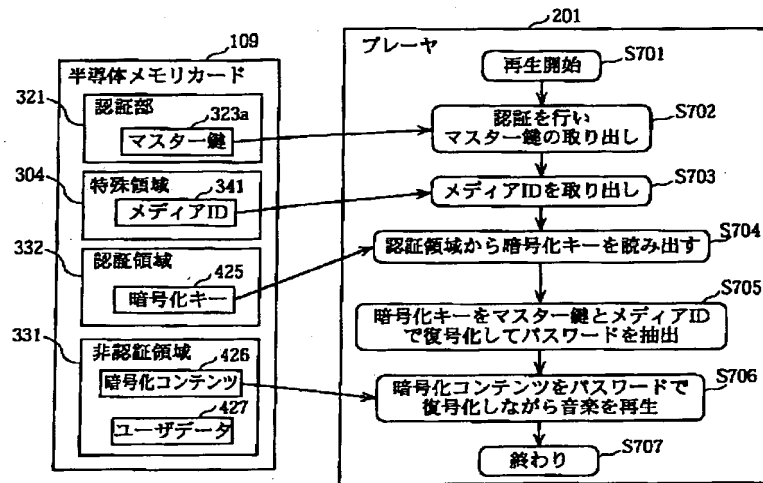 109
半導体メモリカード
321
認証部
323a
マスター鍵
304
特殊領域
341
メディアID
332
認証領域
425
暗号化キー
331
非認証領域
426
暗号化コンテンツ
427
ユーザデータ
201
プレーヤ
再生開始
S701
認証を行い
マスター鍵の取り出し
S702
メディアIDを取り出し
S703
認証領域から暗号化キーを読み出す
S704
暗号化キーをマスター鍵とメディアID
で復号化してパスワードを抽出
S705
暗号化コンテンツをパスワードで
復号化しながら音楽を再生
S706
終わり
S707